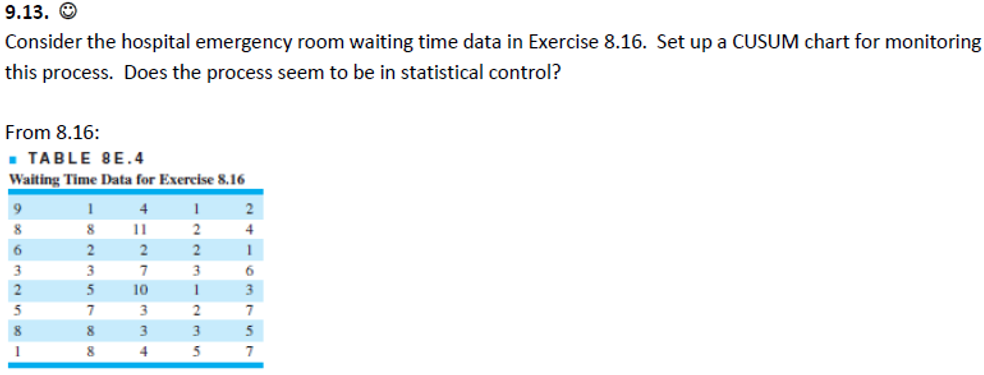 9.13. ☺
Consider the hospital emergency room waiting time data in Exercise 8.16. Set up a CUSUM chart for monitoring
this process. Does the process seem to be in statistical control?
From 8.16:
■ TABLE 8E.4
Waiting Time Data for Exercise 8.16
9 1 4 1 2
8 8 11 2 4
6 2 2 2 1
3 3 7 3 6
2 5 10 1 3
5 7 3 2 7
8 8 3 3 5
1 8 4 5 7